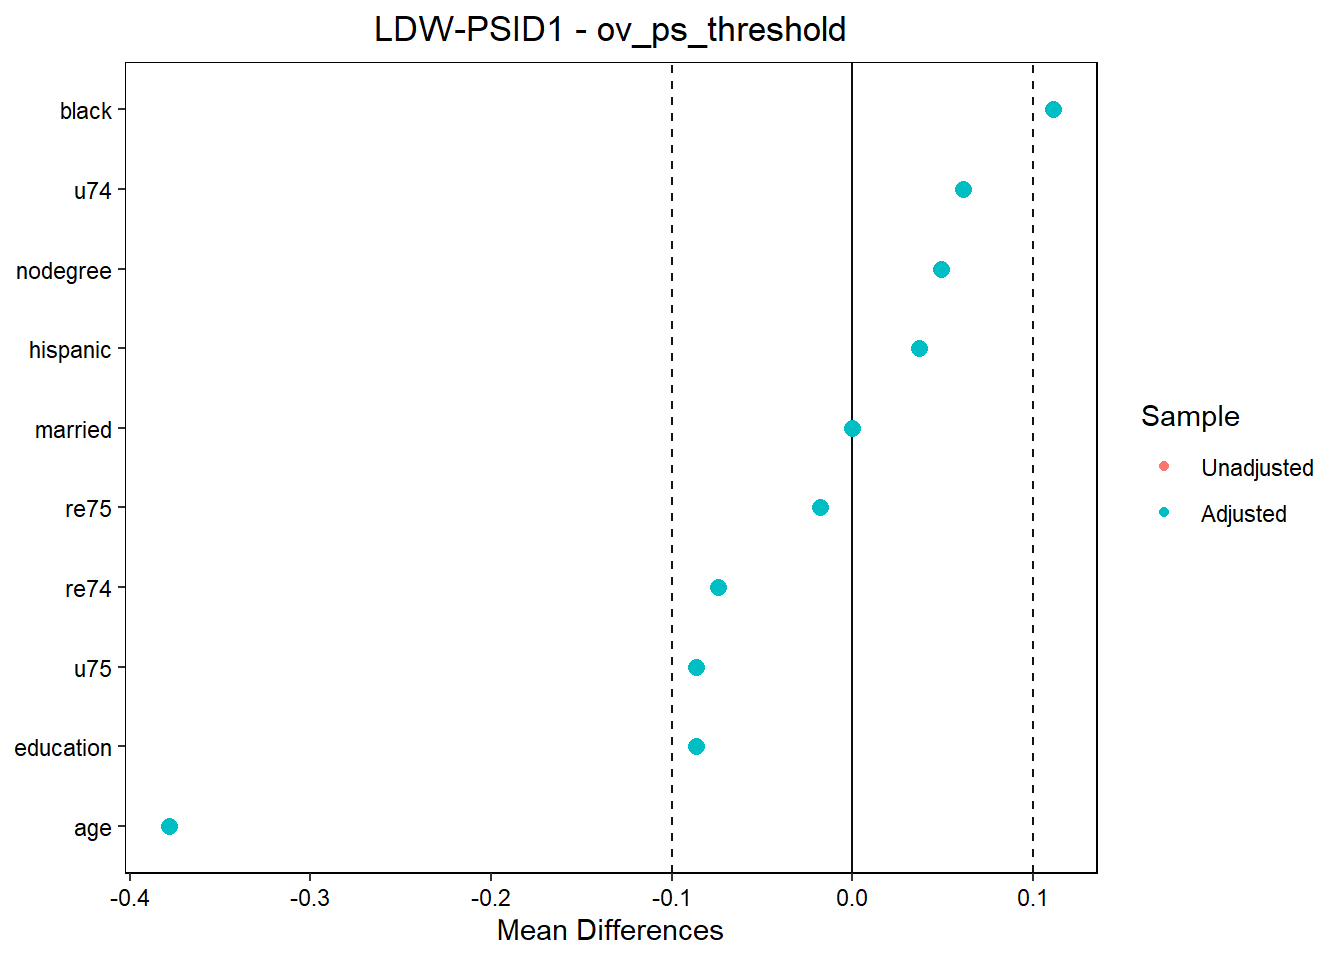 LDW-PSID1 - ov_ps_threshold
black
u74
nodegree
hispanic
married
re75
re74
u75
education
age
-0.4 -0.3 -0.2 -0.1 0.0 0.1
Mean Differences
Sample
Unadjusted
Adjusted